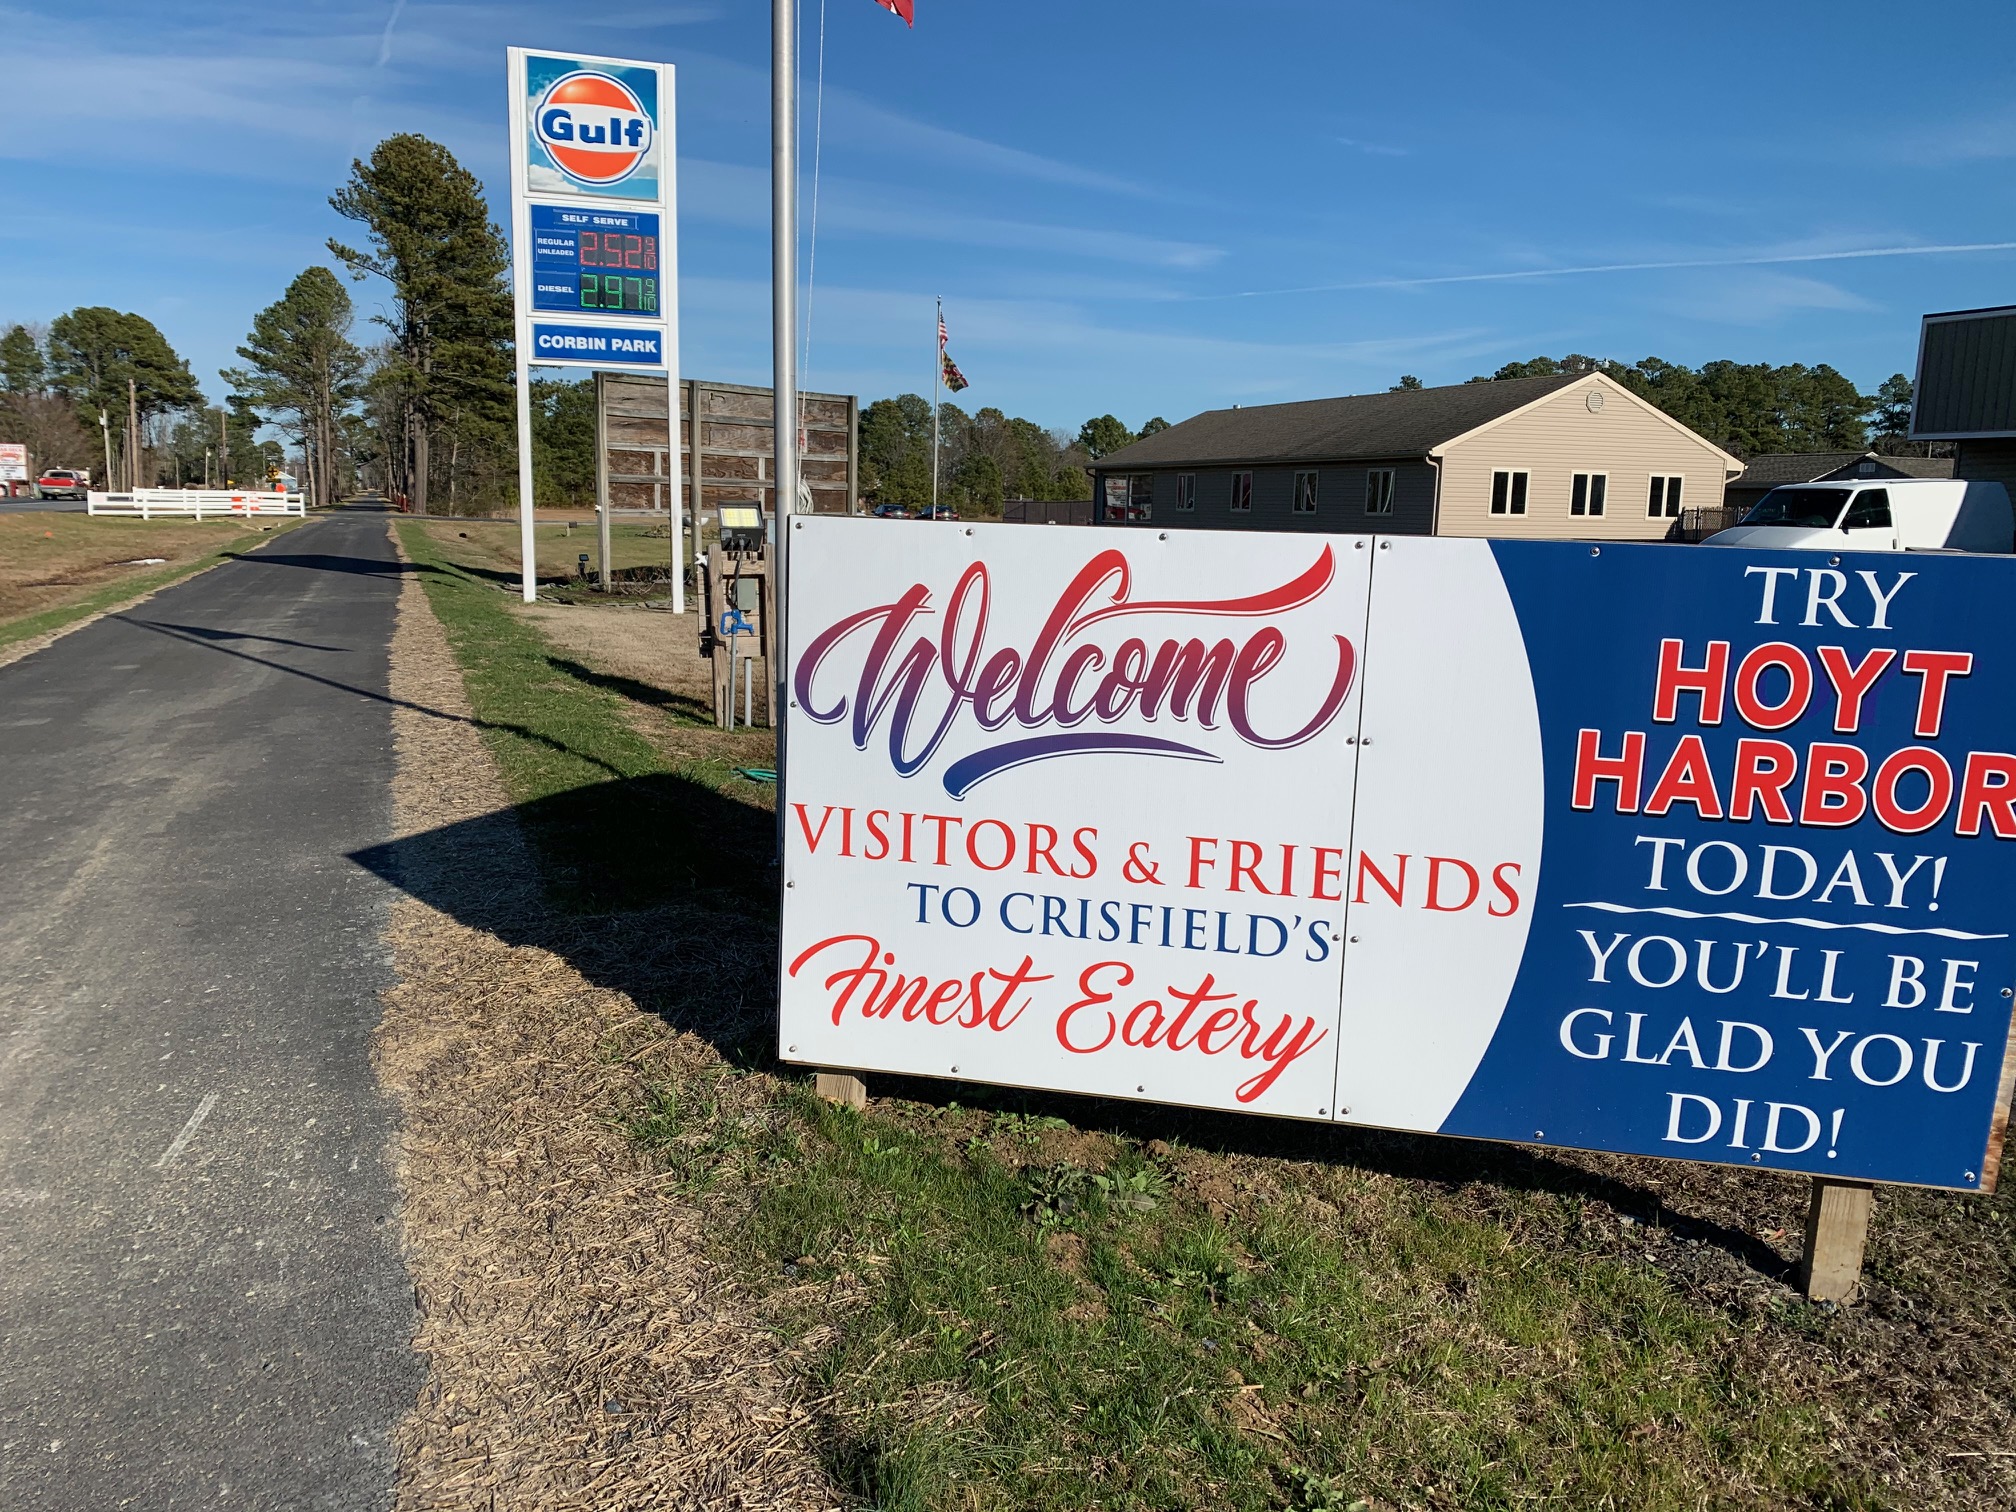 Gulf
SELF SERVE
REGULAR
UNLEADED
2.52 9/10
DIESEL
2.97 9/10
CORBIN PARK
Welcome
VISITORS & FRIENDS
TO CRISFIELD'S
Finest Eatery
TRY
HOYT
HARBOR
TODAY!
YOU'LL BE
GLAD YOU
DID!